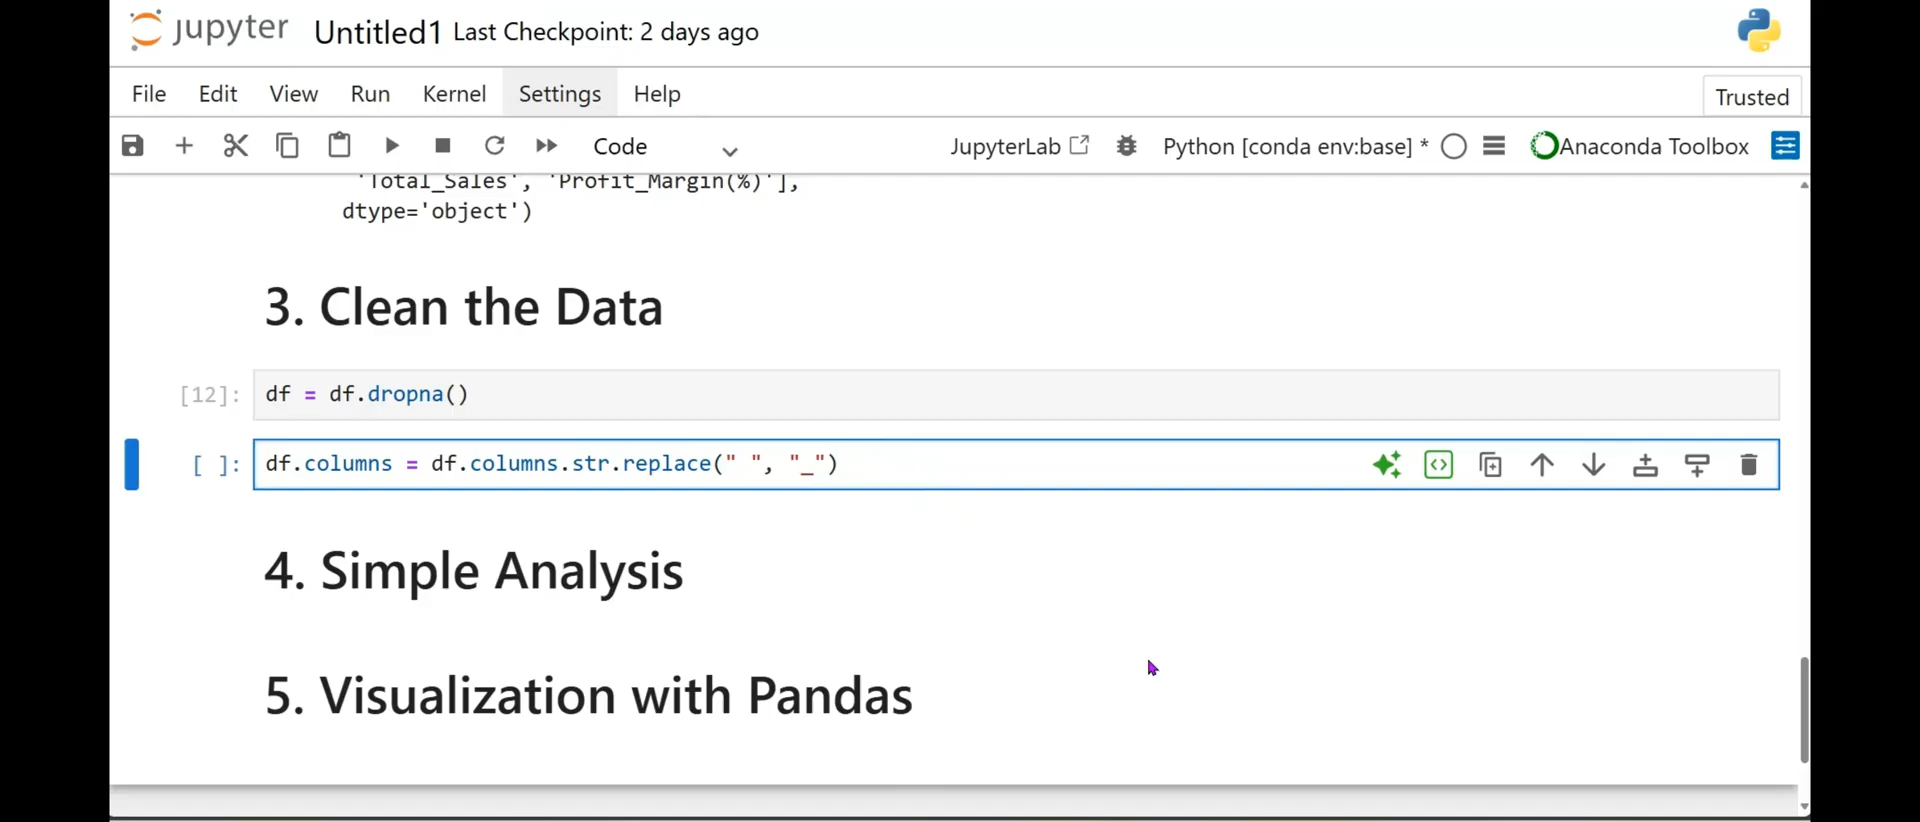 jupyter Untitled1 Last Checkpoint: 2 days ago
File Edit View Run Kernel Settings Help Trusted
Code JupyterLab Python [conda env:base] * Anaconda Toolbox
'Total_Sales', 'Profit_Margin(%)'],
dtype='object')
3. Clean the Data
[12]: df = df.dropna()
[ ]: df.columns = df.columns.str.replace(" ", "_")
4. Simple Analysis
5. Visualization with Pandas